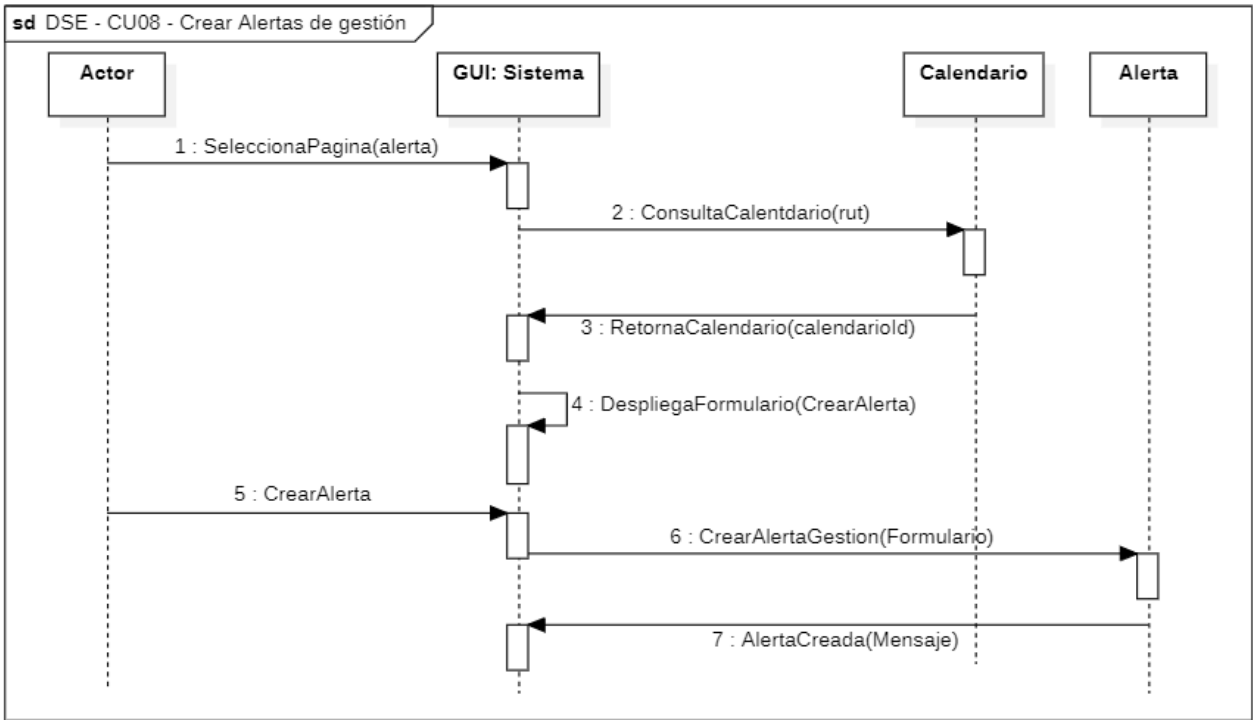 sd DSE - CU08 - Crear Alertas de gestión
Actor
GUI: Sistema
Calendario
Alerta
1 : SeleccionaPagina(alerta)
2 : ConsultaCalentdario(rut)
3 : RetornaCalendario(calendarioId)
4 : DespliegaFormulario(CrearAlerta)
5 : CrearAlerta
6 : CrearAlertaGestion(Formulario)
7 : AlertaCreada(Mensaje)